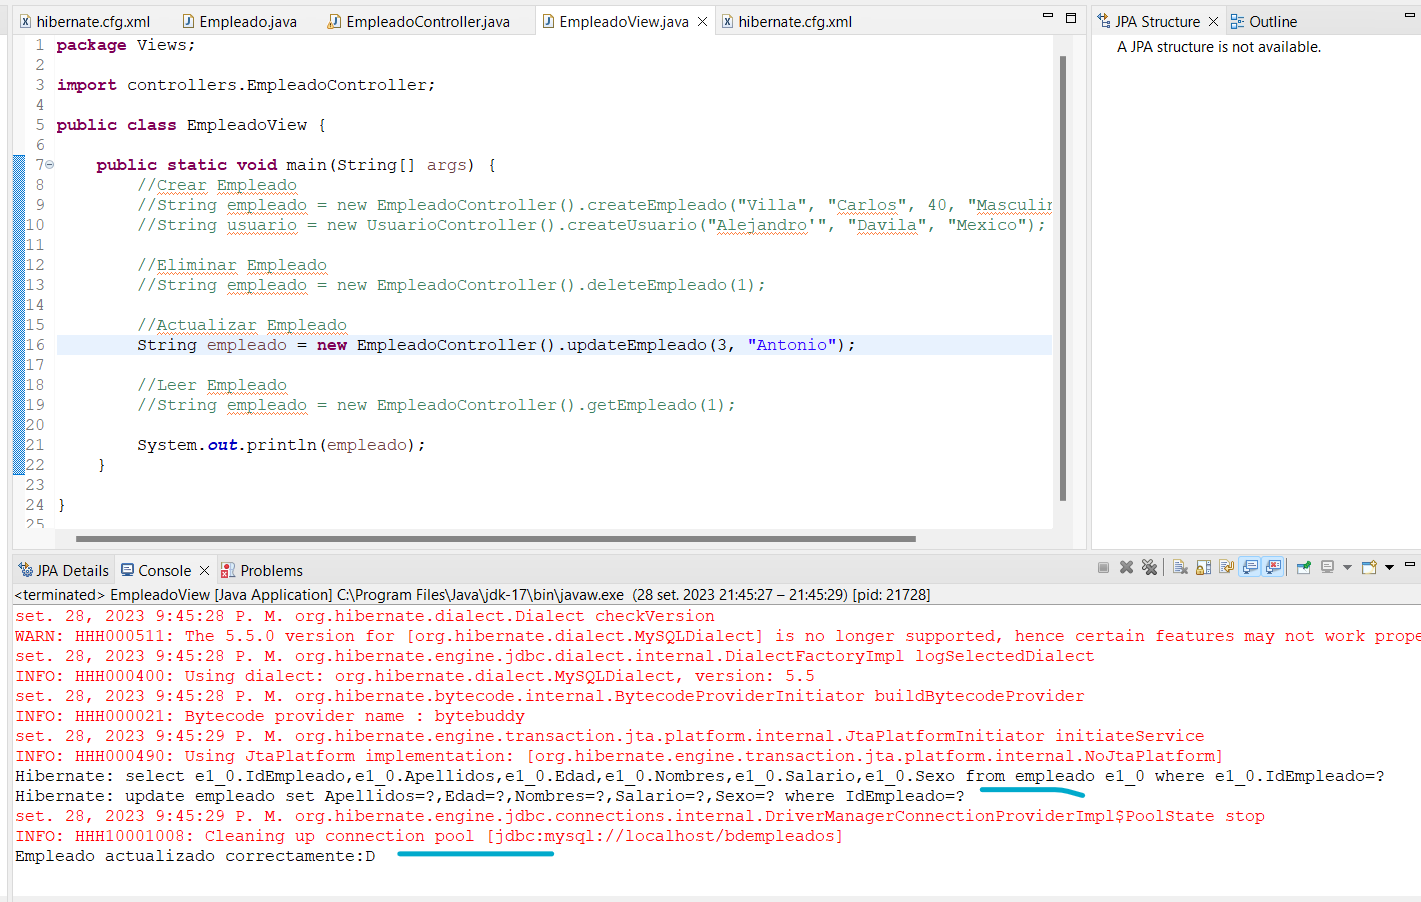 hibernate.cfg.xml Empleado.java EmpleadoController.java EmpleadoView.java hibernate.cfg.xml
JPA Structure Outline
A JPA structure is not available.
1 package Views;
2
3 import controllers.EmpleadoController;
4
5 public class EmpleadoView {
6
7 public static void main(String[] args) {
8 //Crear Empleado
9 //String empleado = new EmpleadoController().createEmpleado("Villa", "Carlos", 40, "Masculin
10 //String usuario = new UsuarioController().createUsuario("Alejandro'", "Davila", "Mexico");
11
12 //Eliminar Empleado
13 //String empleado = new EmpleadoController().deleteEmpleado(1);
14
15 //Actualizar Empleado
16 String empleado = new EmpleadoController().updateEmpleado(3, "Antonio");
17
18 //Leer Empleado
19 //String empleado = new EmpleadoController().getEmpleado(1);
20
21 System.out.println(empleado);
22 }
23
24 }
25
JPA Details Console Problems
<terminated> EmpleadoView [Java Application] C:\Program Files\Java\jdk-17\bin\javaw.exe (28 set. 2023 21:45:27 – 21:45:29) [pid: 21728]
set. 28, 2023 9:45:28 P. M. org.hibernate.dialect.Dialect checkVersion
WARN: HHH000511: The 5.5.0 version for [org.hibernate.dialect.MySQLDialect] is no longer supported, hence certain features may not work prope
set. 28, 2023 9:45:28 P. M. org.hibernate.engine.jdbc.dialect.internal.DialectFactoryImpl logSelectedDialect
INFO: HHH000400: Using dialect: org.hibernate.dialect.MySQLDialect, version: 5.5
set. 28, 2023 9:45:28 P. M. org.hibernate.bytecode.internal.BytecodeProviderInitiator buildBytecodeProvider
INFO: HHH000021: Bytecode provider name : bytebuddy
set. 28, 2023 9:45:29 P. M. org.hibernate.engine.transaction.jta.platform.internal.JtaPlatformInitiator initiateService
INFO: HHH000490: Using JtaPlatform implementation: [org.hibernate.engine.transaction.jta.platform.internal.NoJtaPlatform]
Hibernate: select e1_0.IdEmpleado,e1_0.Apellidos,e1_0.Edad,e1_0.Nombres,e1_0.Salario,e1_0.Sexo from empleado e1_0 where e1_0.IdEmpleado=?
Hibernate: update empleado set Apellidos=?,Edad=?,Nombres=?,Salario=?,Sexo=? where IdEmpleado=?
set. 28, 2023 9:45:29 P. M. org.hibernate.engine.jdbc.connections.internal.DriverManagerConnectionProviderImpl$PoolState stop
INFO: HHH10001008: Cleaning up connection pool [jdbc:mysql://localhost/bdempleados]
Empleado actualizado correctamente:D